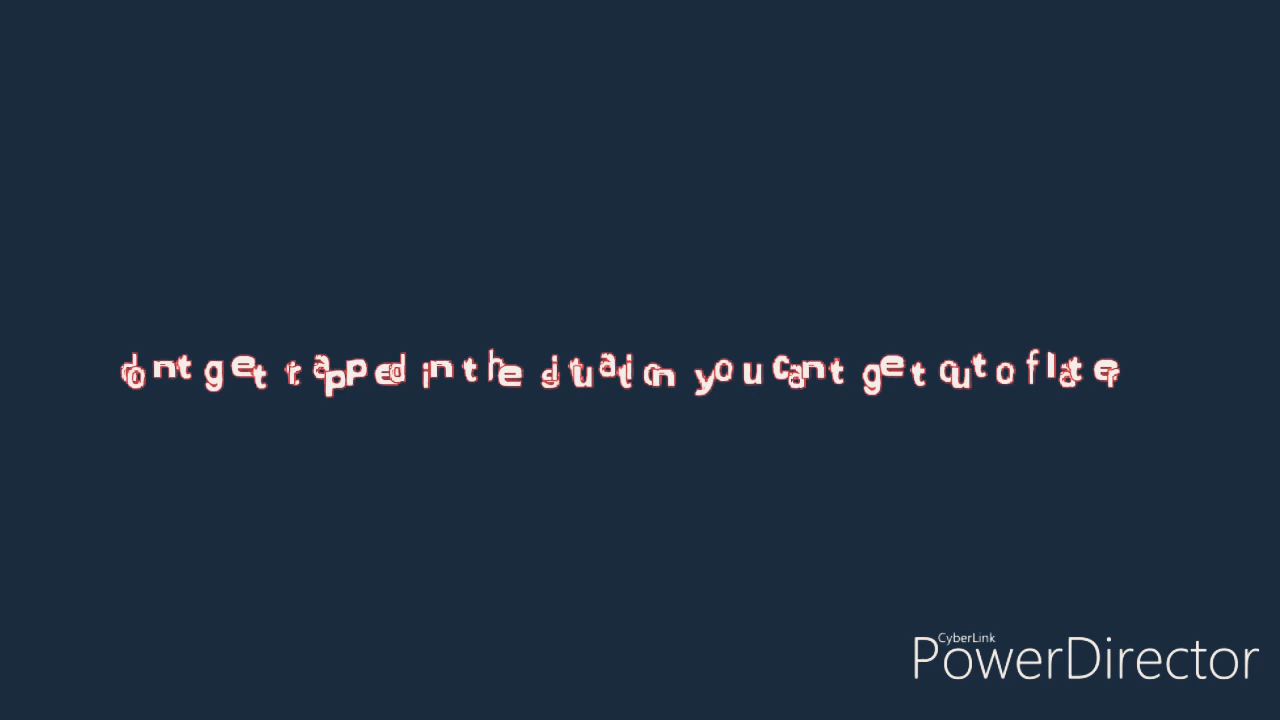 dont get trapped in the situation you cant get out of later
CyberLink
PowerDirector